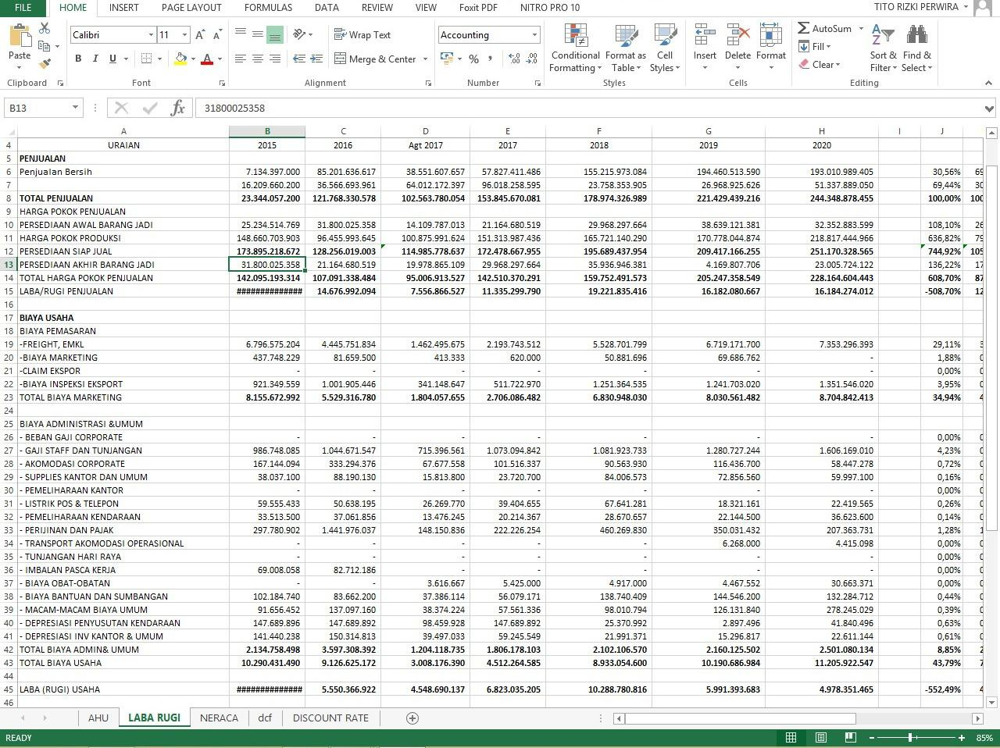 FILE HOME INSERT PAGE LAYOUT FORMULAS DATA REVIEW VIEW Foxit PDF NITRO PRO 10 TITO RIZKI PERWIRA
Calibri 11 Wrap Text Accounting AutoSum
Paste B I U Merge & Center % Conditional Formatting Format as Table Cell Styles Insert Delete Format Fill Clear Sort & Filter Find & Select
Clipboard Font Alignment Number Styles Cells Editing
B13 fx 31800025358
A B C D E F G H I J
4 URAIAN 2015 2016 Agt 2017 2017 2018 2019 2020
5 PENJUALAN
6 Penjualan Bersih 7.134.397.000 85.201.636.617 38.551.607.657 57.827.411.486 155.215.973.084 194.460.513.590 193.010.989.405 30,56% 69
7 16.209.660.200 36.566.693.961 64.012.172.397 96.018.258.595 23.758.353.905 26.968.925.626 51.337.889.050 69,44% 30
8 TOTAL PENJUALAN 23.344.057.200 121.768.330.578 102.563.780.054 153.845.670.081 178.974.326.989 221.429.439.216 244.348.878.455 100,00% 100
9 HARGA POKOK PENJUALAN
10 PERSEDIAAN AWAL BARANG JADI 25.234.514.769 31.800.025.358 14.109.787.013 21.164.680.519 29.968.297.664 38.639.121.381 32.352.883.599 108,10% 26
11 HARGA POKOK PRODUKSI 148.660.703.903 96.455.993.645 100.875.991.624 151.313.987.436 165.721.140.290 170.778.044.874 218.817.444.966 636,82% 79
12 PERSEDIAAN SIAP JUAL 173.895.218.672 128.256.019.003 114.985.778.637 172.478.667.955 195.689.437.954 209.417.166.255 251.170.328.565 744,92% 105
13 PERSEDIAAN AKHIR BARANG JADI 31.800.025.358 21.164.680.519 19.978.865.109 29.968.297.664 35.936.946.381 4.169.807.706 23.005.724.122 136,22% 17
14 TOTAL HARGA POKOK PENJUALAN 142.095.193.314 107.091.338.484 95.006.913.527 142.510.370.291 159.752.491.573 205.247.358.549 228.164.604.443 608,70% 87
15 LABA/RUGI PENJUALAN ############## 14.676.992.094 7.556.866.527 11.335.299.790 19.221.835.416 16.182.080.667 16.184.274.012 -508,70% 12
16
17 BIAYA USAHA
18 BIAYA PEMASARAN
19 -FREIGHT, EMKL 6.796.575.204 4.445.751.834 1.462.495.675 2.193.743.512 5.528.701.799 6.719.171.700 7.353.296.393 29,11% 3
20 -BIAYA MARKETING 437.748.229 81.659.500 413.333 620.000 50.881.696 69.686.762 - 1,88% 0
21 -CLAIM EKSPOR - - - - - - - 0,00% 0
22 -BIAYA INSPEKSI EKSPORT 921.349.559 1.001.905.446 341.148.647 511.722.970 1.251.364.535 1.241.703.020 1.351.546.020 3,95% 0
23 TOTAL BIAYA MARKETING 8.155.672.992 5.529.316.780 1.804.057.655 2.706.086.482 6.830.948.030 8.030.561.482 8.704.842.413 34,94% 4
24
25 BIAYA ADMINISTRASI &UMUM
26 - BEBAN GAJI CORPORATE - - - - - - - 0,00% 0
27 - GAJI STAFF DAN TUNJANGAN 986.748.085 1.044.671.547 715.396.561 1.073.094.842 1.081.923.733 1.280.727.244 1.606.169.010 4,23% 0
28 - AKOMODASI CORPORATE 167.144.094 333.294.376 67.677.558 101.516.337 90.563.930 116.436.700 58.447.278 0,72% 0
29 - SUPPLIES KANTOR DAN UMUM 38.037.100 88.190.130 15.813.800 23.720.700 84.006.573 72.856.560 59.997.100 0,16% 0
30 - PEMELIHARAAN KANTOR - - - - - - - 0,00% 0
31 - LISTRIK POS & TELEPON 59.555.433 50.638.195 26.269.770 39.404.655 67.641.281 18.321.161 22.419.565 0,26% 0
32 - PEMELIHARAAN KENDARAAN 33.513.500 37.061.856 13.476.245 20.214.367 28.670.657 22.144.500 36.623.600 0,14% 0
33 - PERIJINAN DAN PAJAK 297.780.902 1.441.976.037 148.150.836 222.226.254 460.269.830 350.031.432 207.363.731 1,28% 1
34 - TRANSPORT AKOMODASI OPERASIONAL - - - - - 6.268.000 4.415.098 0,00% 0
35 - TUNJANGAN HARI RAYA - - - - - - - 0,00% 0
36 - IMBALAN PASCA KERJA 69.008.058 82.712.186 - - - - - 0,00% 0
37 - BIAYA OBAT-OBATAN - - 3.616.667 5.425.000 4.917.000 4.467.552 30.663.371 0,00% 0
38 - BIAYA BANTUAN DAN SUMBANGAN 102.184.740 83.662.200 37.386.114 56.079.171 138.740.409 144.546.200 132.284.712 0,44% 0
39 - MACAM-MACAM BIAYA UMUM 91.656.452 137.097.160 38.374.224 57.561.336 98.010.794 126.131.840 278.245.029 0,39% 0
40 - DEPRESIASI PENYUSUTAN KENDARAAN 147.689.896 147.689.892 98.459.928 147.689.892 25.370.992 2.897.496 41.840.496 0,63% 0
41 - DEPRESIASI INV KANTOR & UMUM 141.440.238 150.314.813 39.497.033 59.245.549 21.991.371 15.296.817 22.611.144 0,61% 0
42 TOTAL BIAYA ADMIN& UMUM 2.134.758.498 3.597.308.392 1.204.118.735 1.806.178.103 2.102.106.570 2.160.125.502 2.501.080.134 8,85% 2
43 TOTAL BIAYA USAHA 10.290.431.490 9.126.625.172 3.008.176.390 4.512.264.585 8.933.054.600 10.190.686.984 11.205.922.547 43,79% 7
44
45 LABA (RUGI) USAHA ############## 5.550.366.922 4.548.690.137 6.823.035.205 10.288.780.816 5.991.393.683 4.978.351.465 -552,49% 4
46
AHU LABA RUGI NERACA dcf DISCOUNT RATE
READY 85%